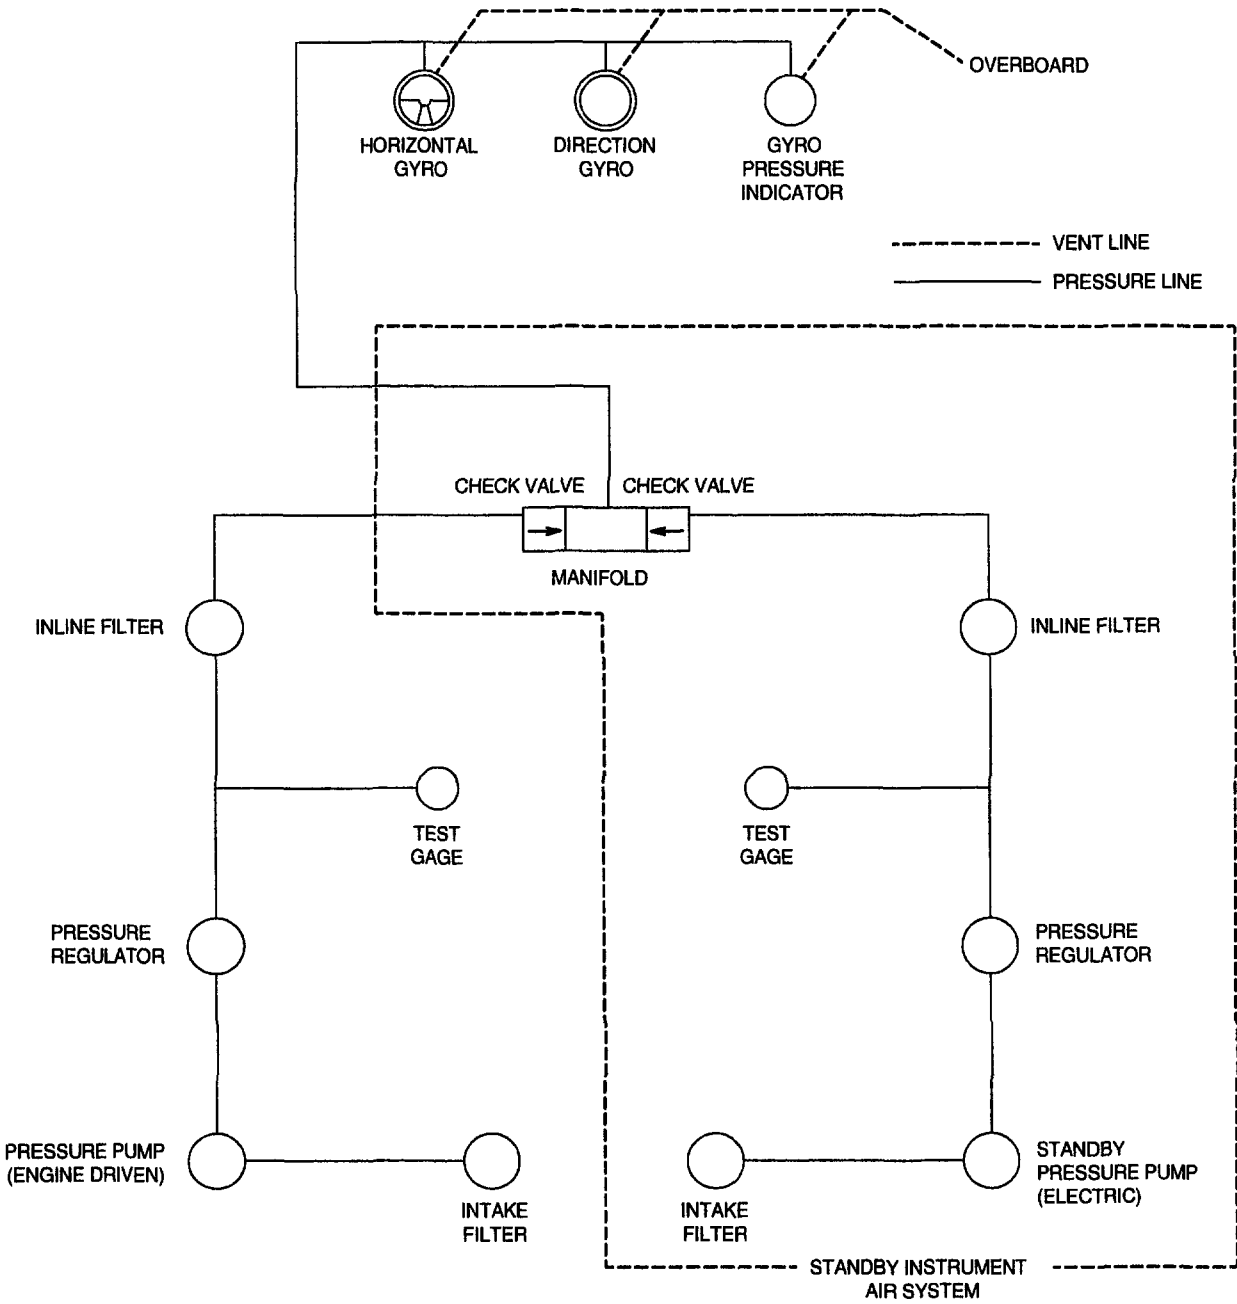 OVERBOARD
HORIZONTAL
GYRO
DIRECTION
GYRO
GYRO
PRESSURE
INDICATOR
VENT LINE
PRESSURE LINE
CHECK VALVE
CHECK VALVE
MANIFOLD
INLINE FILTER
INLINE FILTER
TEST
GAGE
TEST
GAGE
PRESSURE
REGULATOR
PRESSURE
REGULATOR
PRESSURE PUMP
(ENGINE DRIVEN)
INTAKE
FILTER
INTAKE
FILTER
STANDBY
PRESSURE PUMP
(ELECTRIC)
STANDBY INSTRUMENT
AIR SYSTEM